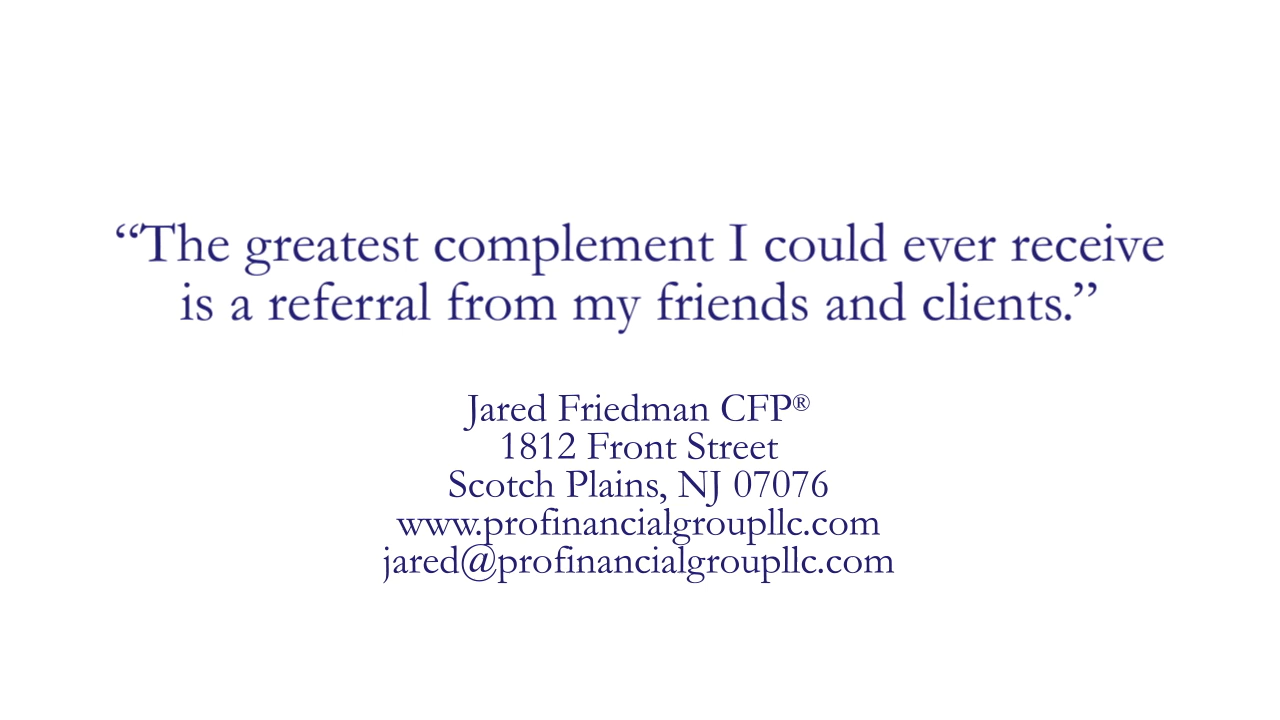 “The greatest complement I could ever receive
is a referral from my friends and clients.”
Jared Friedman CFP®
1812 Front Street
Scotch Plains, NJ 07076
www.profinancialgroupllc.com
jared@profinancialgroupllc.com